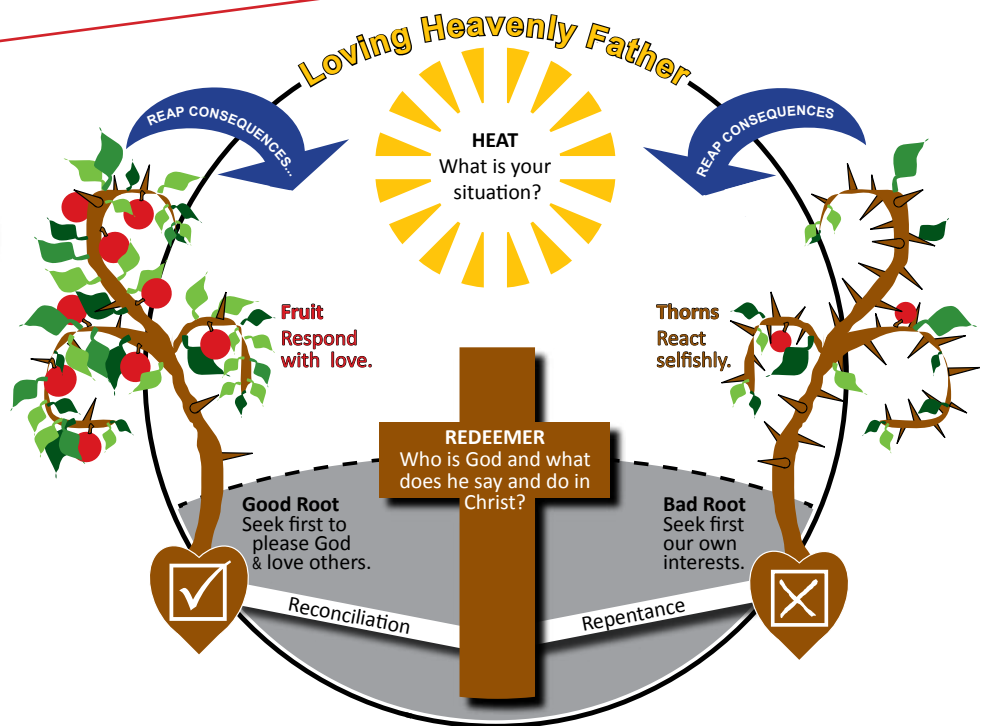 Loving Heavenly Father
REAP CONSEQUENCES...
REAP CONSEQUENCES
HEAT
What is your
situation?
Fruit
Respond
with love.
Thorns
React
selfishly.
REDEEMER
Who is God and what
does he say and do in
Christ?
Good Root
Seek first to
please God
& love others.
Bad Root
Seek first
our own
interests.
Reconciliation
Repentance